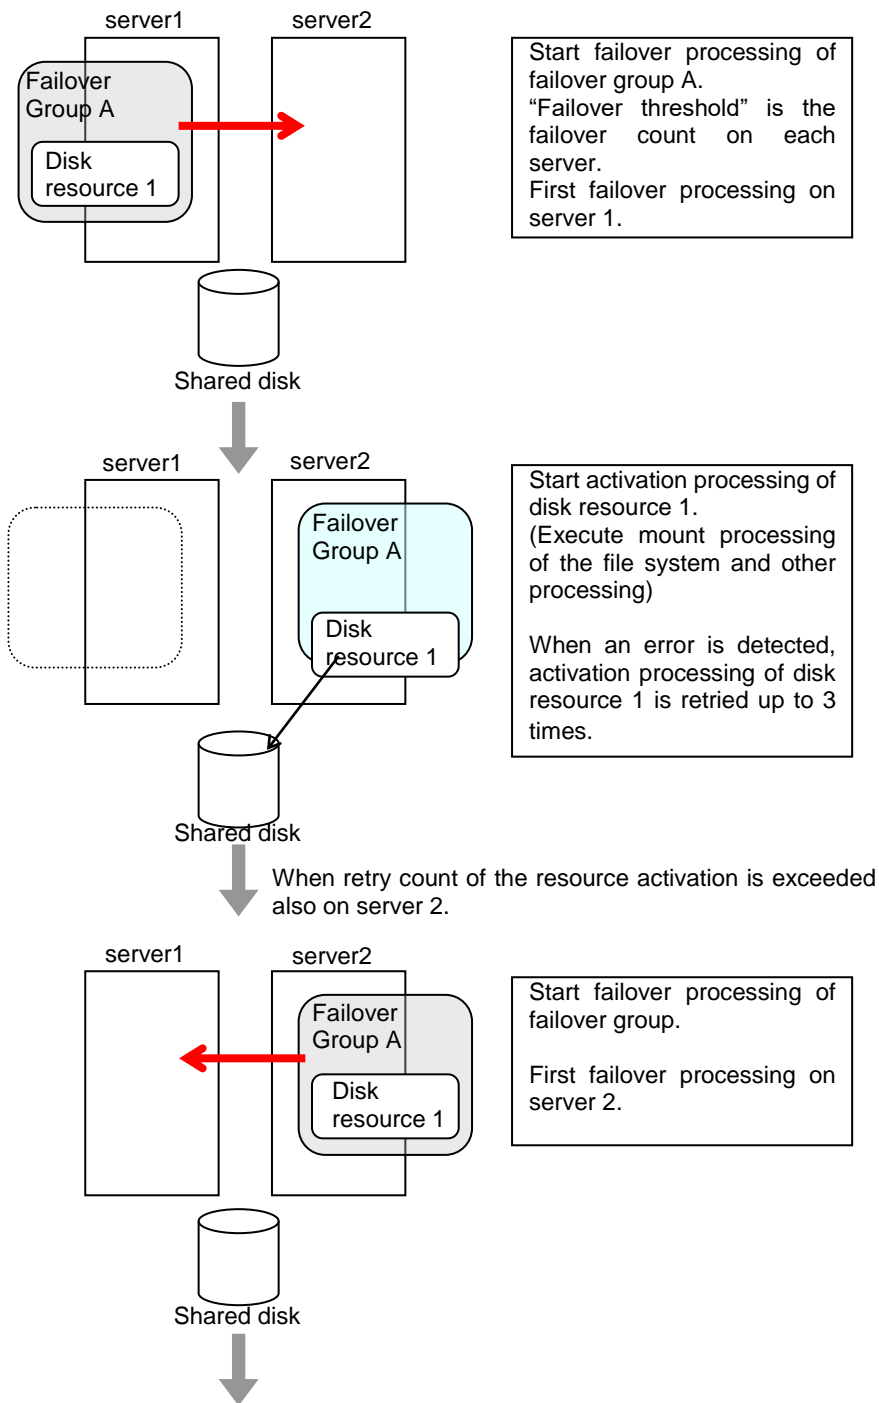 server1
server2
Failover
Group A
Disk
resource 1
Start failover processing of
failover group A.
“Failover threshold” is the
failover count on each
server.
First failover processing on
server 1.
Shared disk
server1
server2
Failover
Group A
Disk
resource 1
Start activation processing of
disk resource 1.
(Execute mount processing
of the file system and other
processing)
When an error is detected,
activation processing of disk
resource 1 is retried up to 3
times.
Shared disk
When retry count of the resource activation is exceeded
also on server 2.
server1
server2
Failover
Group A
Disk
resource 1
Start failover processing of
failover group.
First failover processing on
server 2.
Shared disk